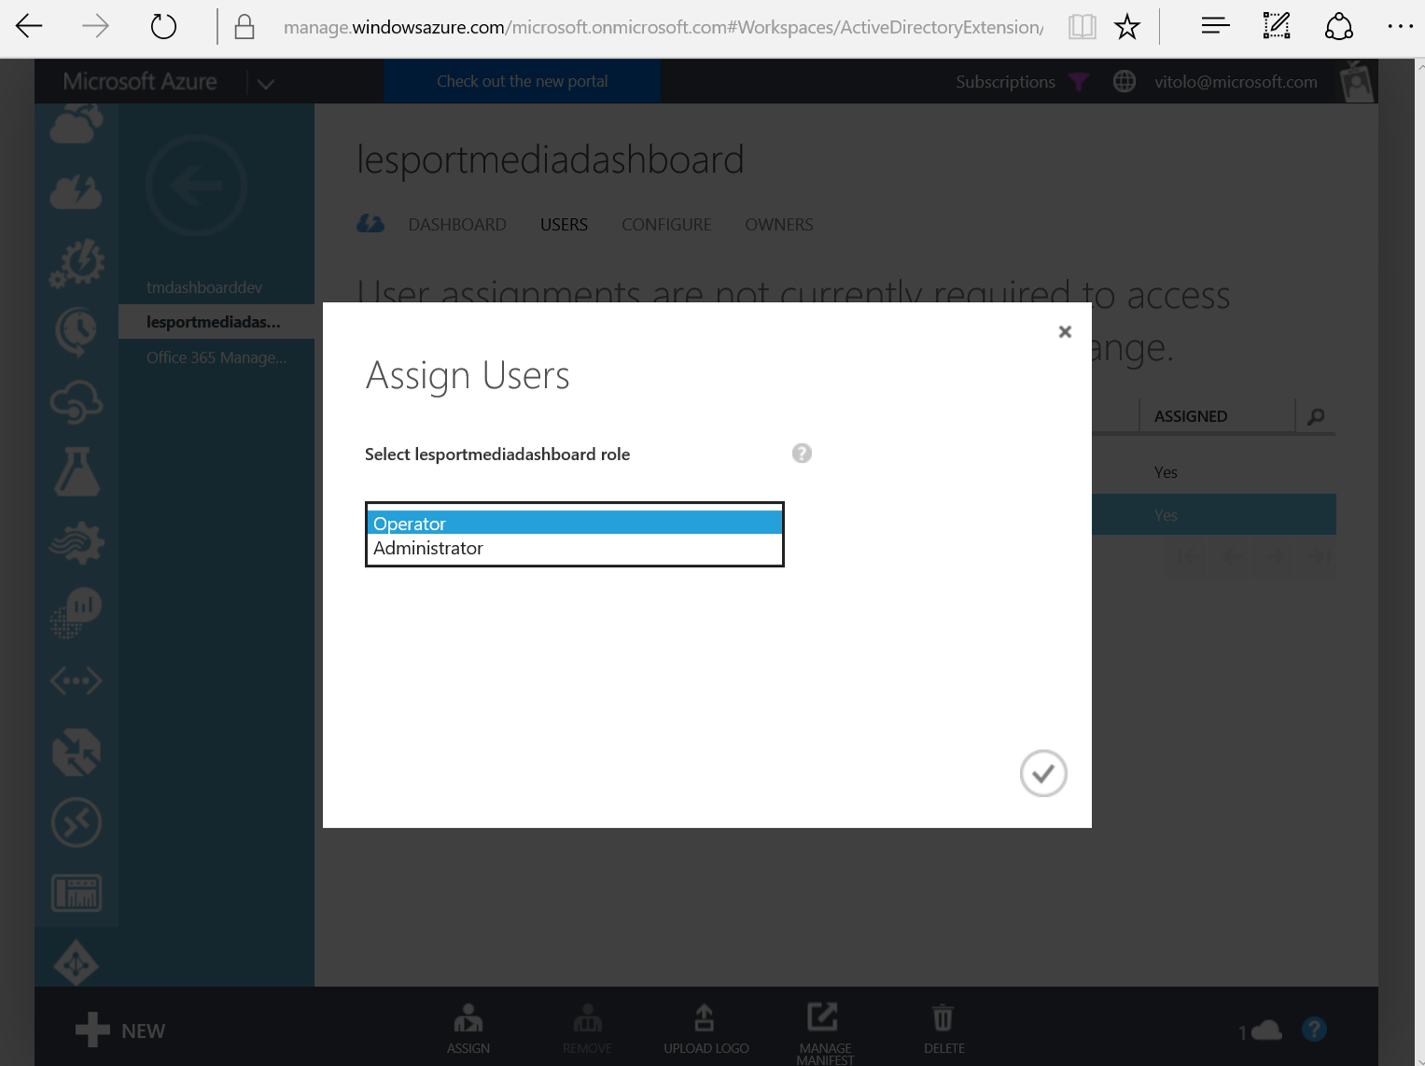 manage.windowsazure.com/microsoft.onmicrosoft.com#Workspaces/ActiveDirectoryExtension/
Microsoft Azure
Check out the new portal
Subscriptions
vitolo@microsoft.com
lesportmediadashboard
DASHBOARD USERS CONFIGURE OWNERS
tmdashboarddev
lesportmediadas...
Office 365 Manage...
User assignments are not currently required to access
ange.
ASSIGNED
Yes
Yes
Assign Users
Select lesportmediadashboard role
?
Operator
Administrator
NEW
ASSIGN
REMOVE
UPLOAD LOGO
MANAGE
MANIFEST
DELETE
1
?